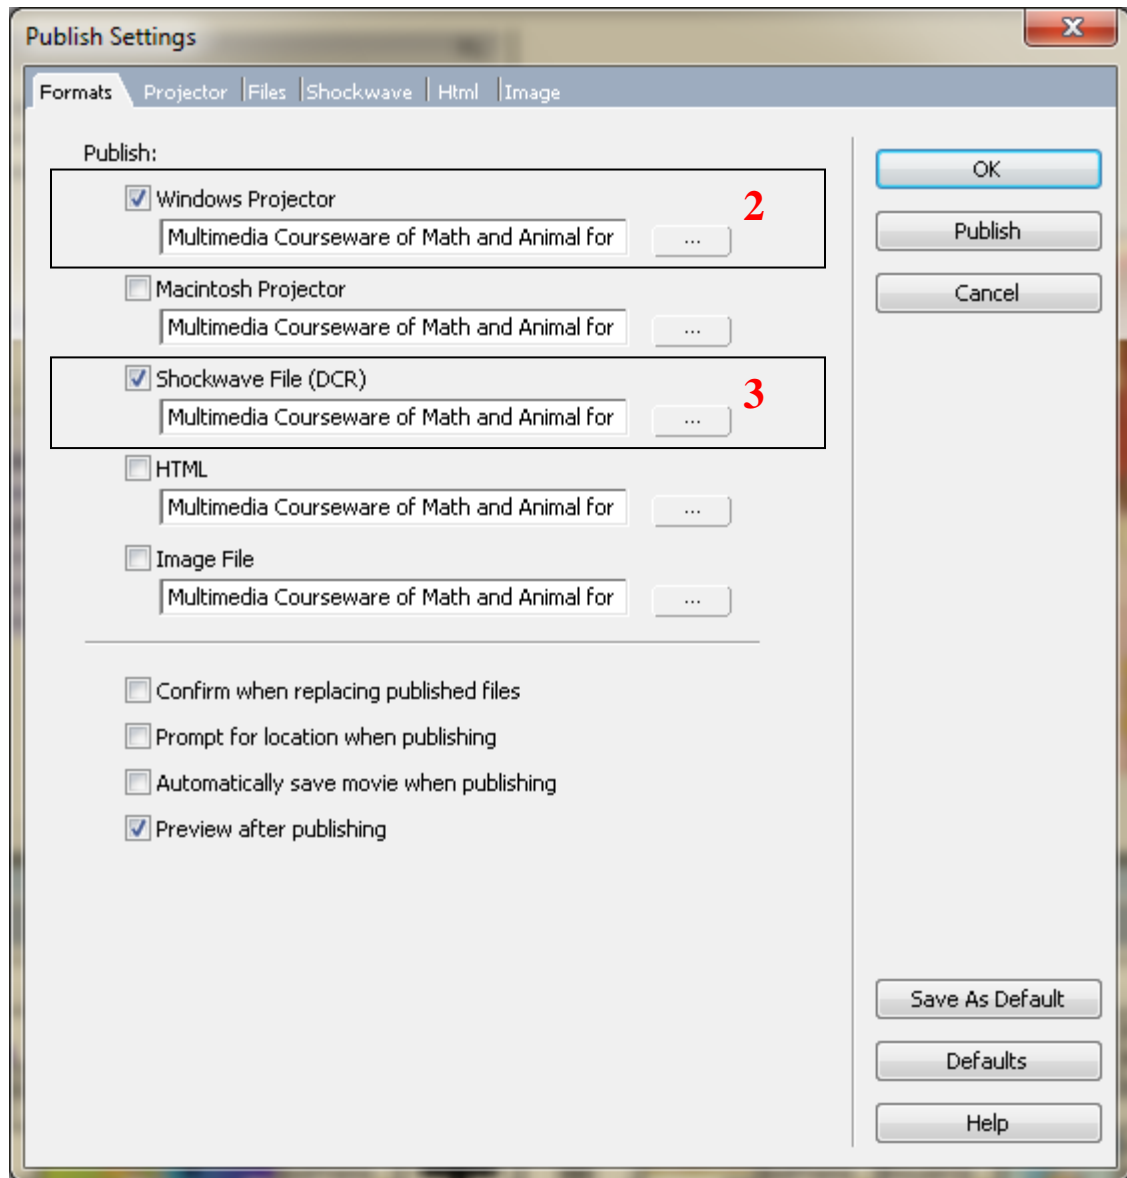 Publish Settings
Formats Projector Files Shockwave Html Image
Publish:
OK
Windows Projector
2
Multimedia Courseware of Math and Animal for
...
Publish
Macintosh Projector
Cancel
Multimedia Courseware of Math and Animal for
...
Shockwave File (DCR)
3
Multimedia Courseware of Math and Animal for
...
HTML
Multimedia Courseware of Math and Animal for
...
Image File
Multimedia Courseware of Math and Animal for
...
Confirm when replacing published files
Prompt for location when publishing
Automatically save movie when publishing
Preview after publishing
Save As Default
Defaults
Help